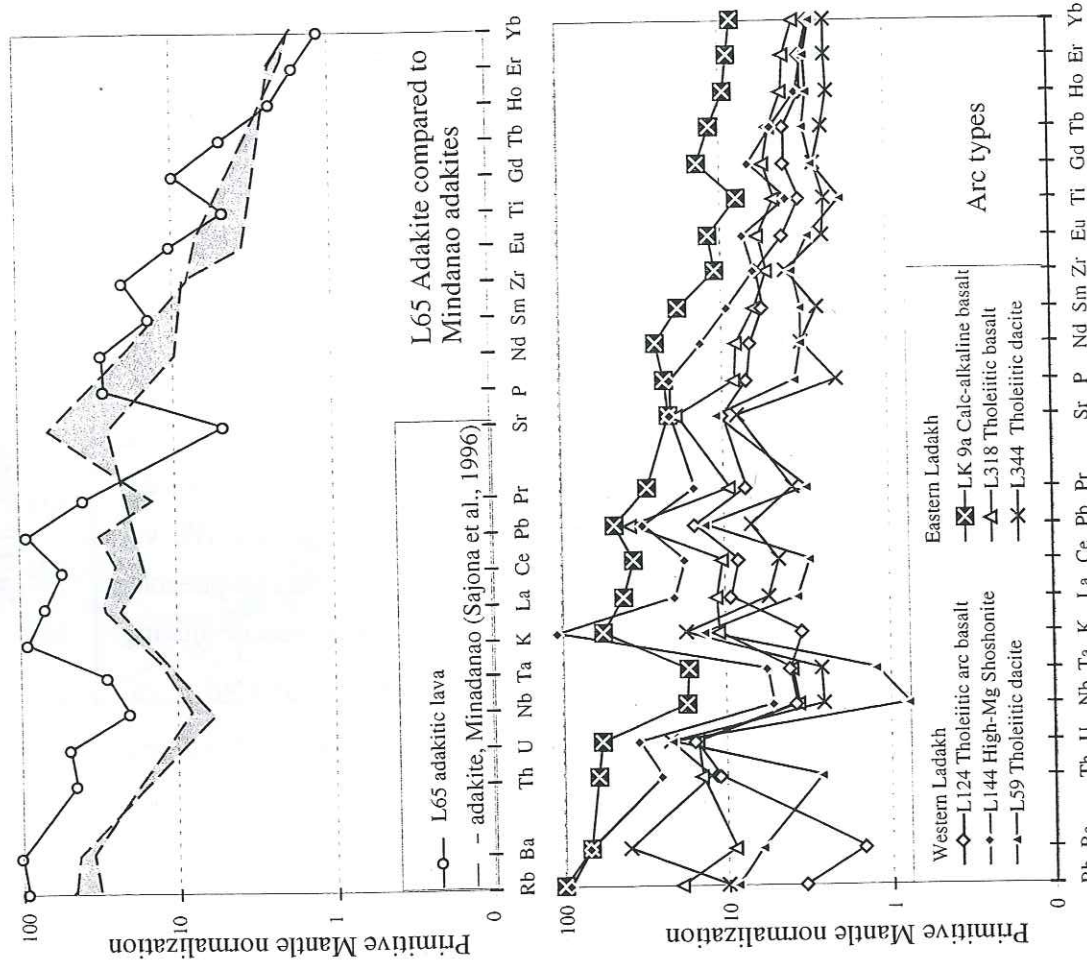 Primitive Mantle normalization
100
10
1
0
L65 Adakite compared to
Mindanao adakites
L65 adakitic lava
adakite, Minadanao (Sajona et al., 1996)
Rb Ba Th U Nb Ta K La Ce Pb Pr Sr P Nd Sm Zr Eu Ti Gd Tb Ho Er Yb
Primitive Mantle normalization
100
10
1
0
Arc types
Western Ladakh
L124 Tholeiitic arc basalt
L144 High-Mg Shoshonite
L59 Tholeiitic dacite
Eastern Ladakh
LK 9a Calc-alkaline basalt
L318 Tholeiitic basalt
L344 Tholeiitic dacite
Rb Ba Th U Nb Ta K La Ce Pb Pr Sr P Nd Sm Zr Eu Ti Gd Tb Ho Er Yb